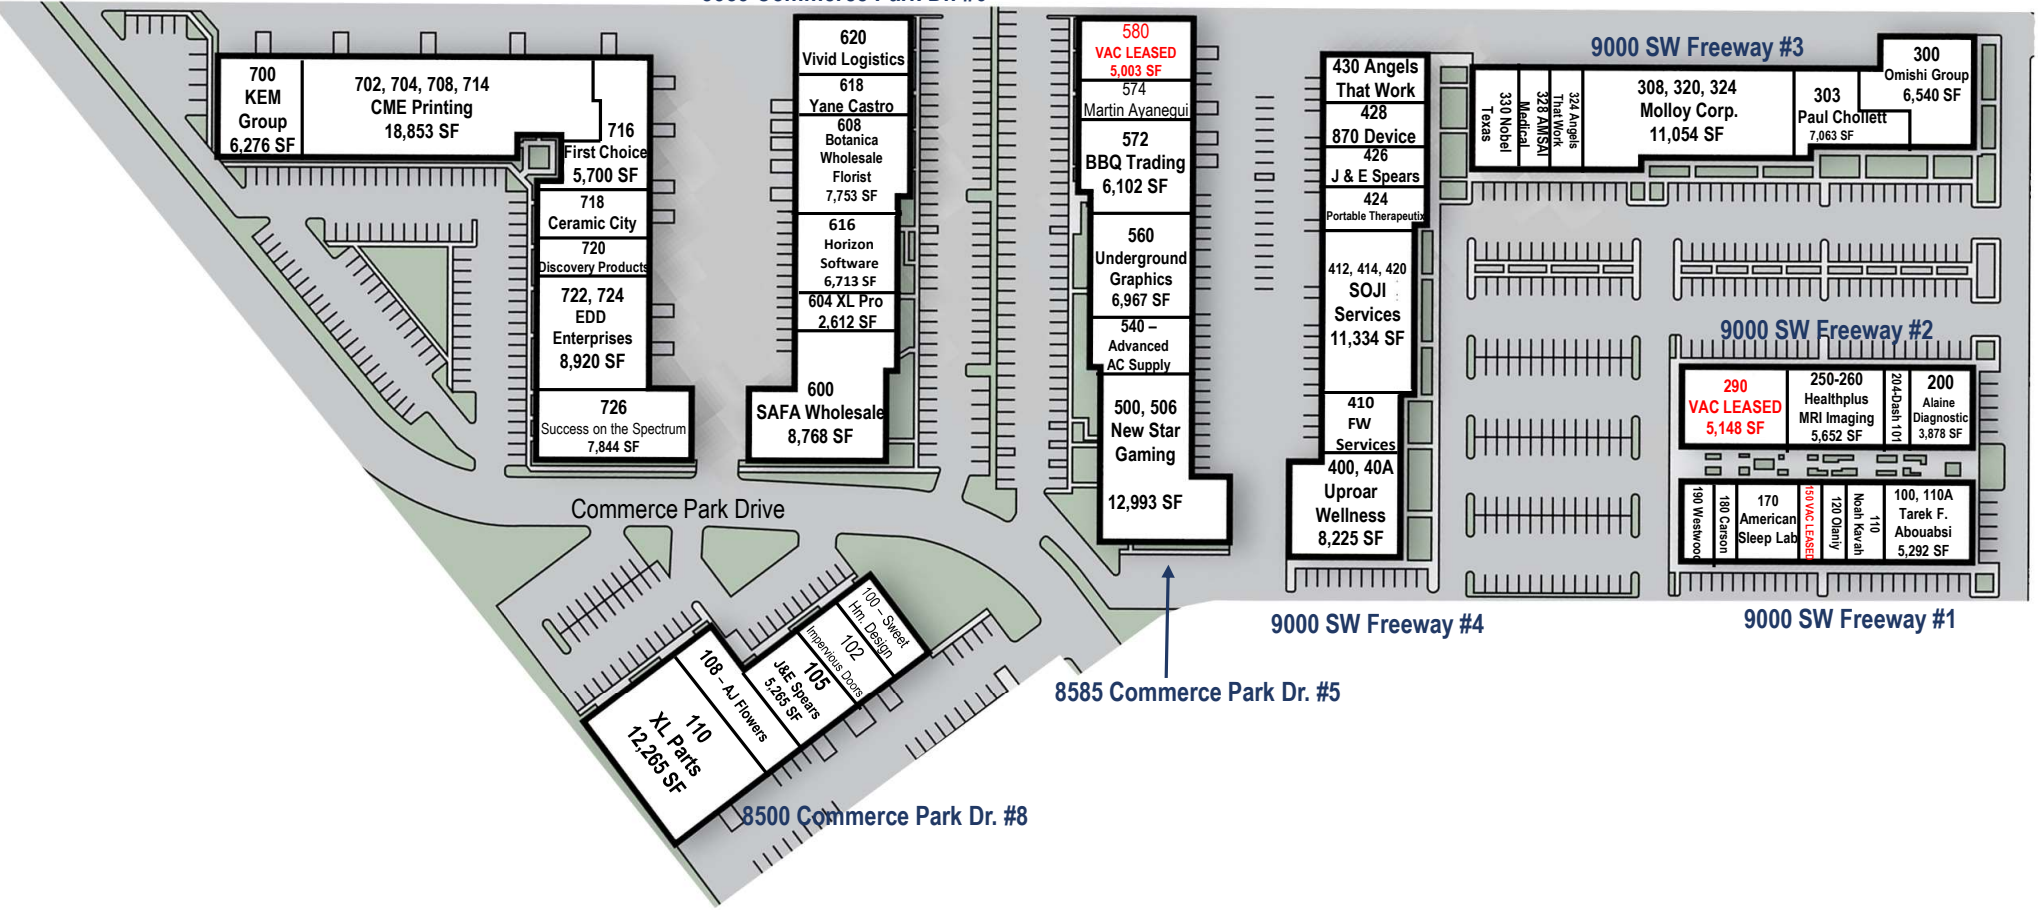 700
KEM
Group
6,276 SF
702, 704, 708, 714
CME Printing
18,853 SF
716
First Choice
5,700 SF
718
Ceramic City
720
Discovery Products
722, 724
EDD
Enterprises
8,920 SF
726
Success on the Spectrum
7,844 SF
620
Vivid Logistics
618
Yane Castro
608
Botanica
Wholesale
Florist
7,753 SF
616
Horizon
Software
6,713 SF
604 XL Pro
2,612 SF
600
SAFA Wholesale
8,768 SF
580
VAC LEASED
5,003 SF
574
Martin Ayanegui
572
BBQ Trading
6,102 SF
560
Underground
Graphics
6,967 SF
540 –
Advanced
AC Supply
500, 506
New Star
Gaming
12,993 SF
8585 Commerce Park Dr. #5
430 Angels
That Work
428
870 Device
426
J & E Spears
424
Portable Therapeutix
412, 414, 420
SOJI
Services
11,334 SF
410
FW
Services
400, 40A
Uproar
Wellness
8,225 SF
9000 SW Freeway #4
9000 SW Freeway #3
330 Nobel
Texas
328 AMSAI
Medical
324 Angels
That Work
308, 320, 324
Molloy Corp.
11,054 SF
303
Paul Chollett
7,063 SF
300
Omishi Group
6,540 SF
9000 SW Freeway #2
290
VAC LEASED
5,148 SF
250-260
Healthplus
MRI Imaging
5,652 SF
204-Dash 101
200
Alaine
Diagnostic
3,878 SF
190 Westwood
180 Carson
170
American
Sleep Lab
150 VAC LEASED
120 Olaniy
110
Noah Kavah
100, 110A
Tarek F.
Abouabsi
5,292 SF
9000 SW Freeway #1
Commerce Park Drive
100 – Sweet
Hm. Design
102
Impervious Doors
105
J&E Spears
5,265 SF
108 – AJ Flowers
110
XL Parts
12,265 SF
8500 Commerce Park Dr. #8